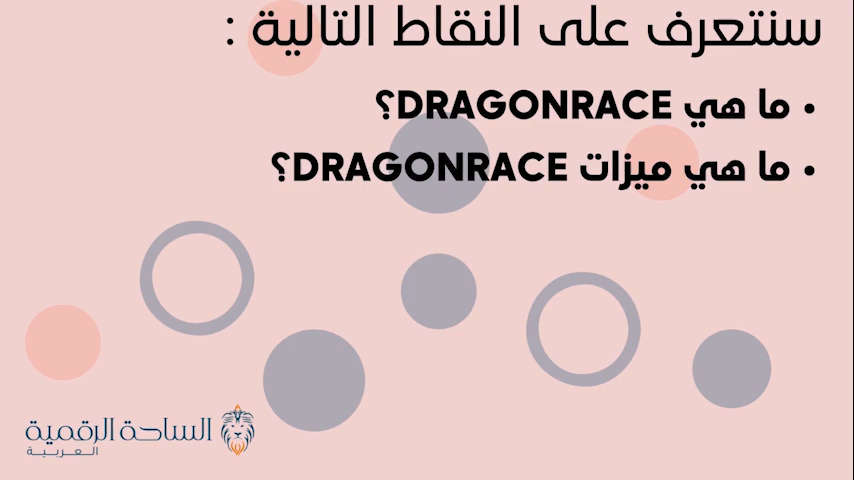 سنتعرف على النقاط التالية :
• ما هي DRAGONRACE؟
• ما هي ميزات DRAGONRACE؟
الساحة الرقمية
العربية